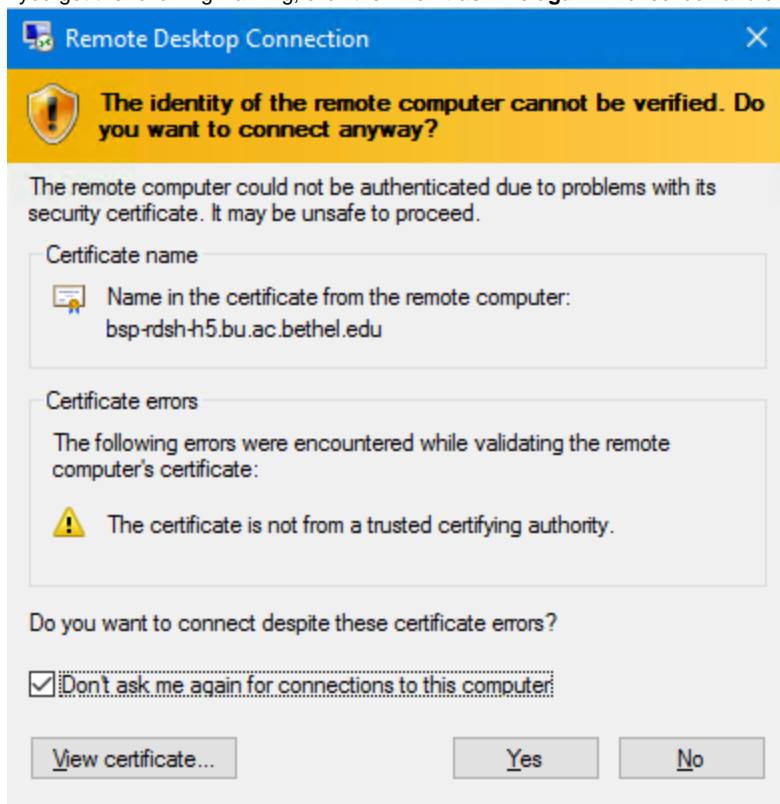 Remote Desktop Connection
The identity of the remote computer cannot be verified. Do
you want to connect anyway?
The remote computer could not be authenticated due to problems with its
security certificate. It may be unsafe to proceed.
Certificate name
Name in the certificate from the remote computer:
bsp-rdsh-h5.bu.ac.bethel.edu
Certificate errors
The following errors were encountered while validating the remote
computer's certificate:
The certificate is not from a trusted certifying authority.
Do you want to connect despite these certificate errors?
Don't ask me again for connections to this computer
View certificate...
Yes
No